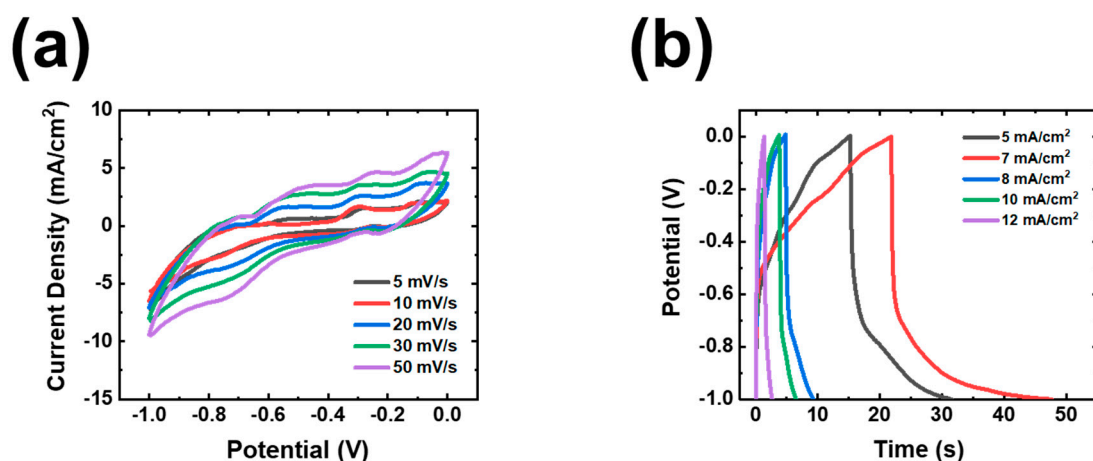 (a)
10
5
0
-5
-10
-15
Current Density (mA/cm²)
-1.0 -0.8 -0.6 -0.4 -0.2 0.0
Potential (V)
5 mV/s
10 mV/s
20 mV/s
30 mV/s
50 mV/s
(b)
0.0
-0.2
-0.4
-0.6
-0.8
-1.0
Potential (V)
0 10 20 30 40 50
Time (s)
5 mA/cm²
7 mA/cm²
8 mA/cm²
10 mA/cm²
12 mA/cm²